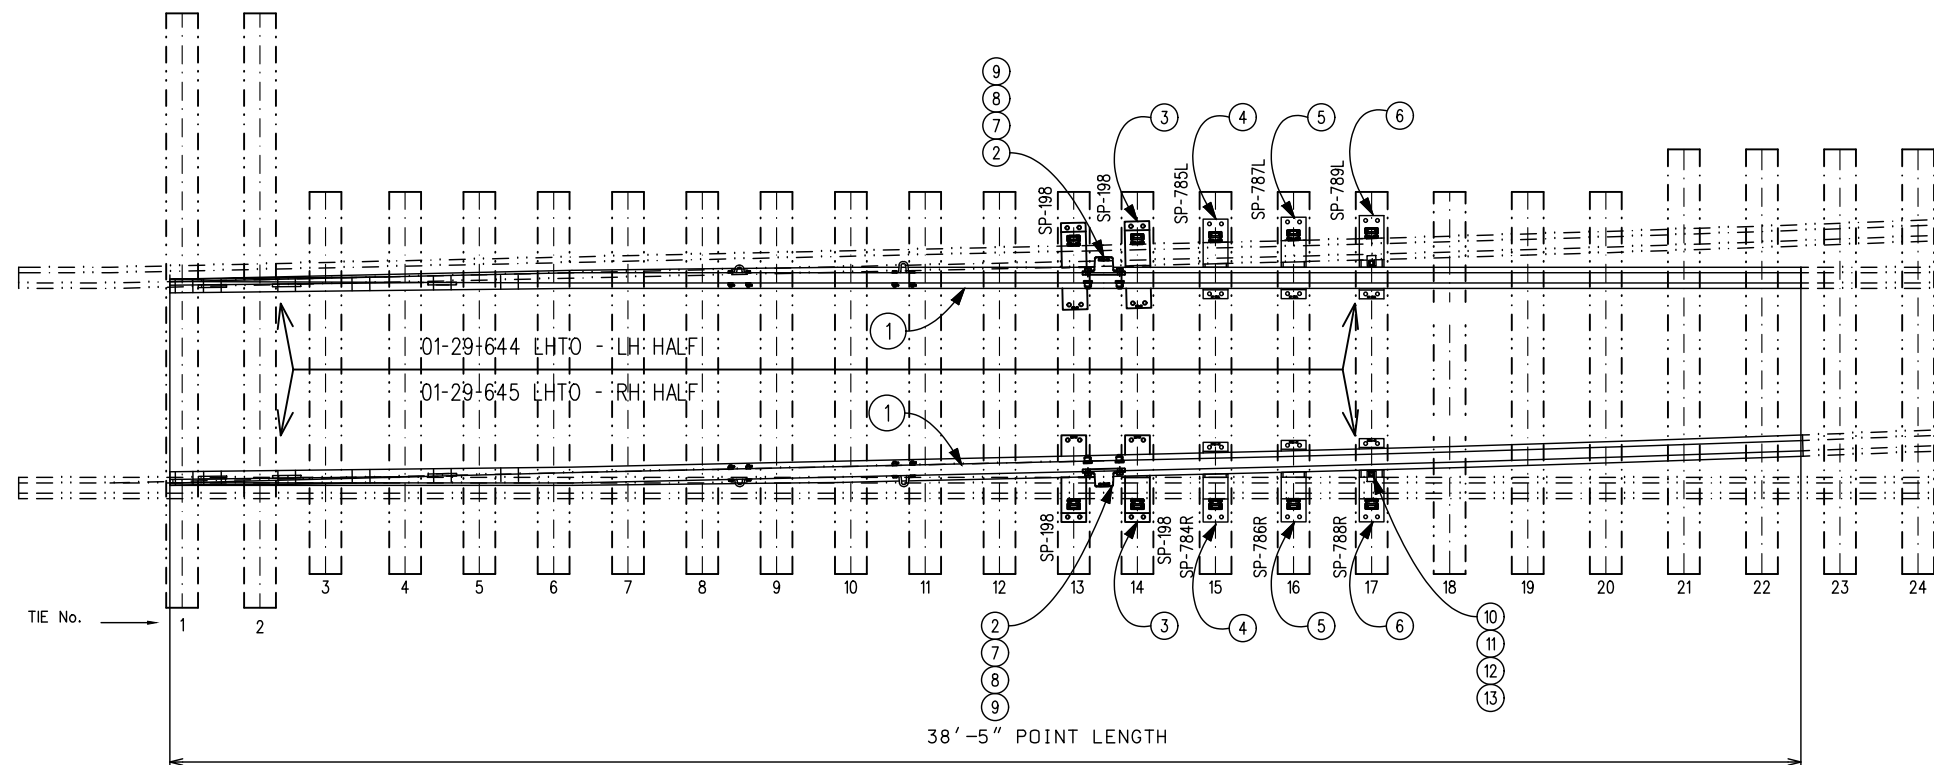 9
8
7
2
3
4
5
6
SP-198
SP-198
SP-785L
SP-787L
SP-789L
1
01-29-644 LHTO - LH HALF
01-29-645 LHTO - RH HALF
1
SP-198
SP-198
SP-784R
SP-786R
SP-788R
3 4 5 6 7 8 9 10 11 12 13 14 15 16 17 18 19 20 21 22 23 24
TIE No. 1 2
2
7
8
9
3
4
5
6
10
11
12
13
38'-5" POINT LENGTH